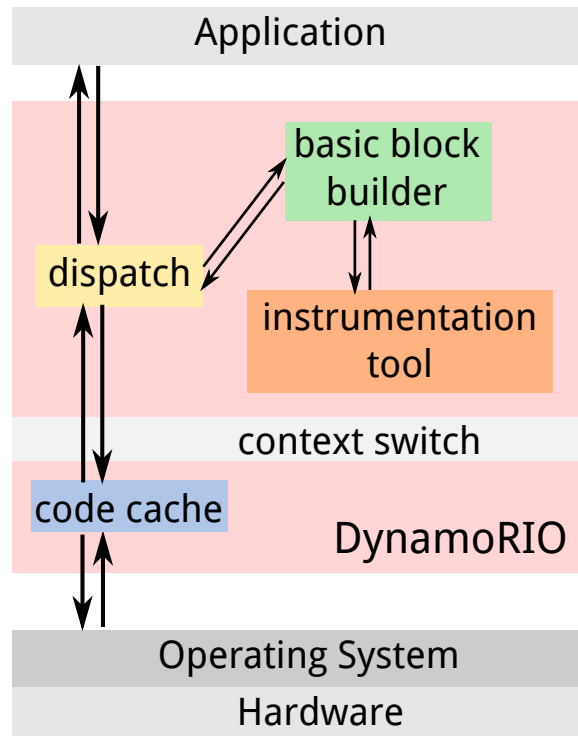 Application
basic block
builder
dispatch
instrumentation
tool
context switch
code cache
DynamoRIO
Operating System
Hardware